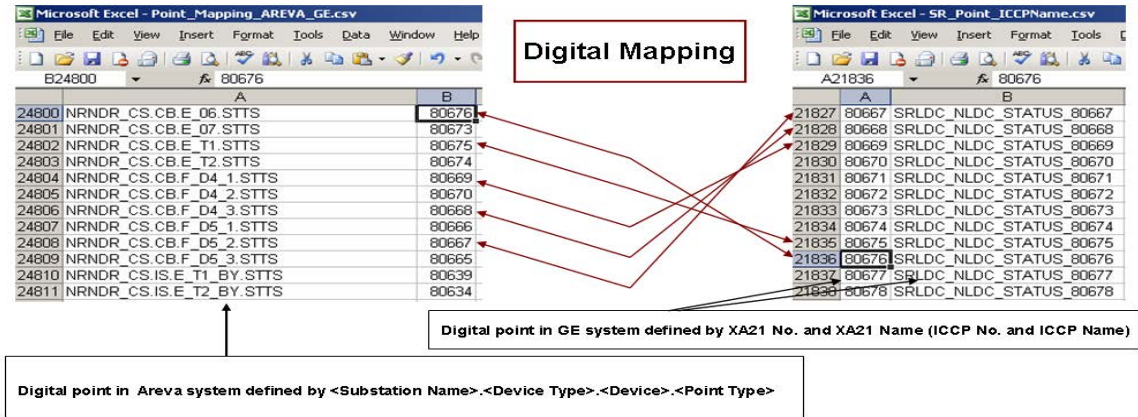 Microsoft Excel - Point_Mapping_AREVA_GE.csv
File Edit View Insert Format Tools Data Window Help
B24800 fx 80676
A B
24800 NRNDR_CS.CB.E_06.STTS 80676
24801 NRNDR_CS.CB.E_07.STTS 80673
24802 NRNDR_CS.CB.E_T1.STTS 80675
24803 NRNDR_CS.CB.E_T2.STTS 80674
24804 NRNDR_CS.CB.F_D4_1.STTS 80669
24805 NRNDR_CS.CB.F_D4_2.STTS 80670
24806 NRNDR_CS.CB.F_D4_3.STTS 80668
24807 NRNDR_CS.CB.F_D5_1.STTS 80666
24808 NRNDR_CS.CB.F_D5_2.STTS 80667
24809 NRNDR_CS.CB.F_D5_3.STTS 80665
24810 NRNDR_CS.IS.E_T1_BY.STTS 80639
24811 NRNDR_CS.IS.E_T2_BY.STTS 80634
Digital Mapping
Microsoft Excel - SR_Point_ICCPName.csv
File Edit View Insert Format Tools
A21836 fx 80676
A B
21827 80667 SRLDC_NLDC_STATUS_80667
21828 80668 SRLDC_NLDC_STATUS_80668
21829 80669 SRLDC_NLDC_STATUS_80669
21830 80670 SRLDC_NLDC_STATUS_80670
21831 80671 SRLDC_NLDC_STATUS_80671
21832 80672 SRLDC_NLDC_STATUS_80672
21833 80673 SRLDC_NLDC_STATUS_80673
21834 80674 SRLDC_NLDC_STATUS_80674
21835 80675 SRLDC_NLDC_STATUS_80675
21836 80676 SRLDC_NLDC_STATUS_80676
21837 80677 SRLDC_NLDC_STATUS_80677
21838 80678 SRLDC_NLDC_STATUS_80678
Digital point in GE system defined by XA21 No. and XA21 Name (ICCP No. and ICCP Name)
Digital point in Areva system defined by <Substation Name>.<Device Type>.<Device>.<Point Type>